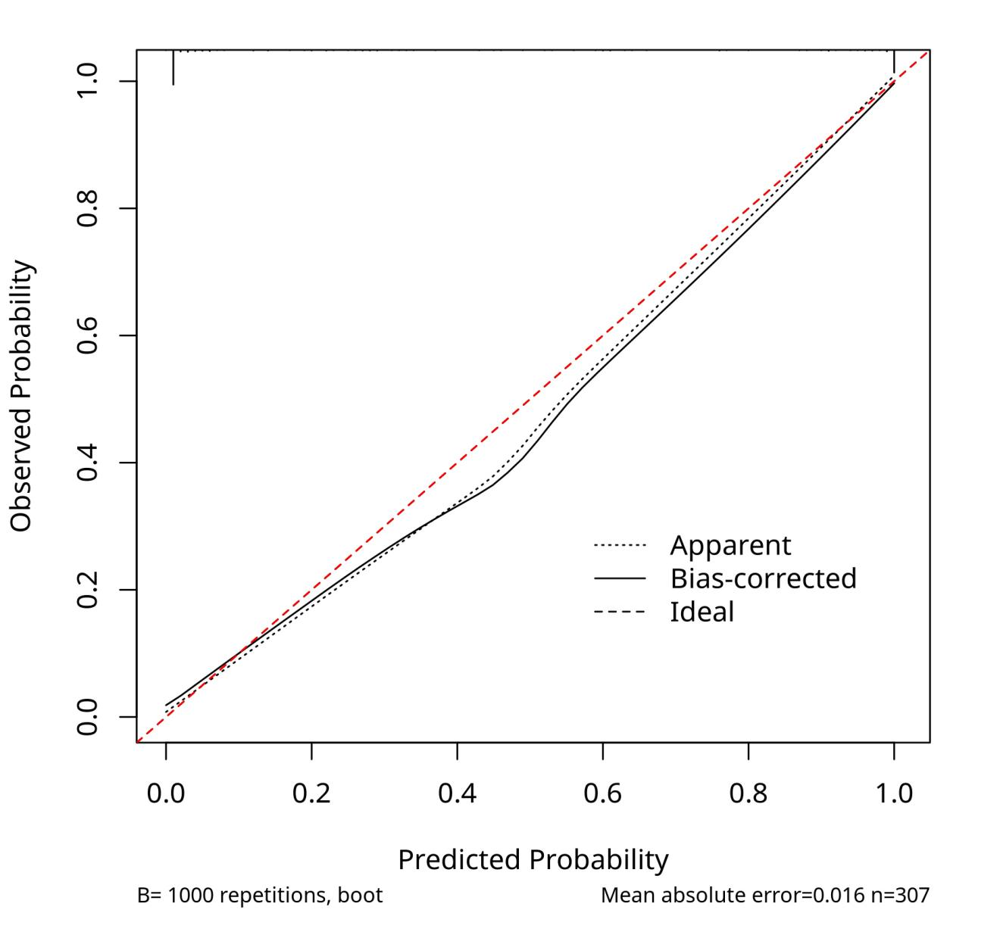 1.0
0.8
0.6
0.4
0.2
0.0
Observed Probability
Apparent
Bias-corrected
Ideal
0.0 0.2 0.4 0.6 0.8 1.0
Predicted Probability
B= 1000 repetitions, boot
Mean absolute error=0.016 n=307